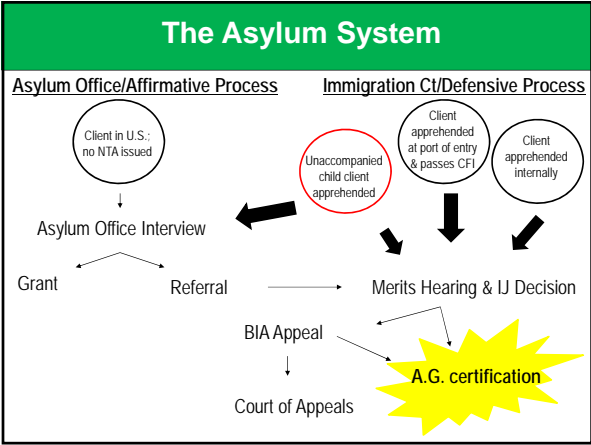 The Asylum System
Asylum Office/Affirmative Process
Immigration Ct/Defensive Process
Client in U.S.;
no NTA issued
Unaccompanied
child client
apprehended
Client
apprehended
at port of entry
& passes CFI
Client
apprehended
internally
Asylum Office Interview
Grant
Referral
Merits Hearing & IJ Decision
BIA Appeal
A.G. certification
Court of Appeals